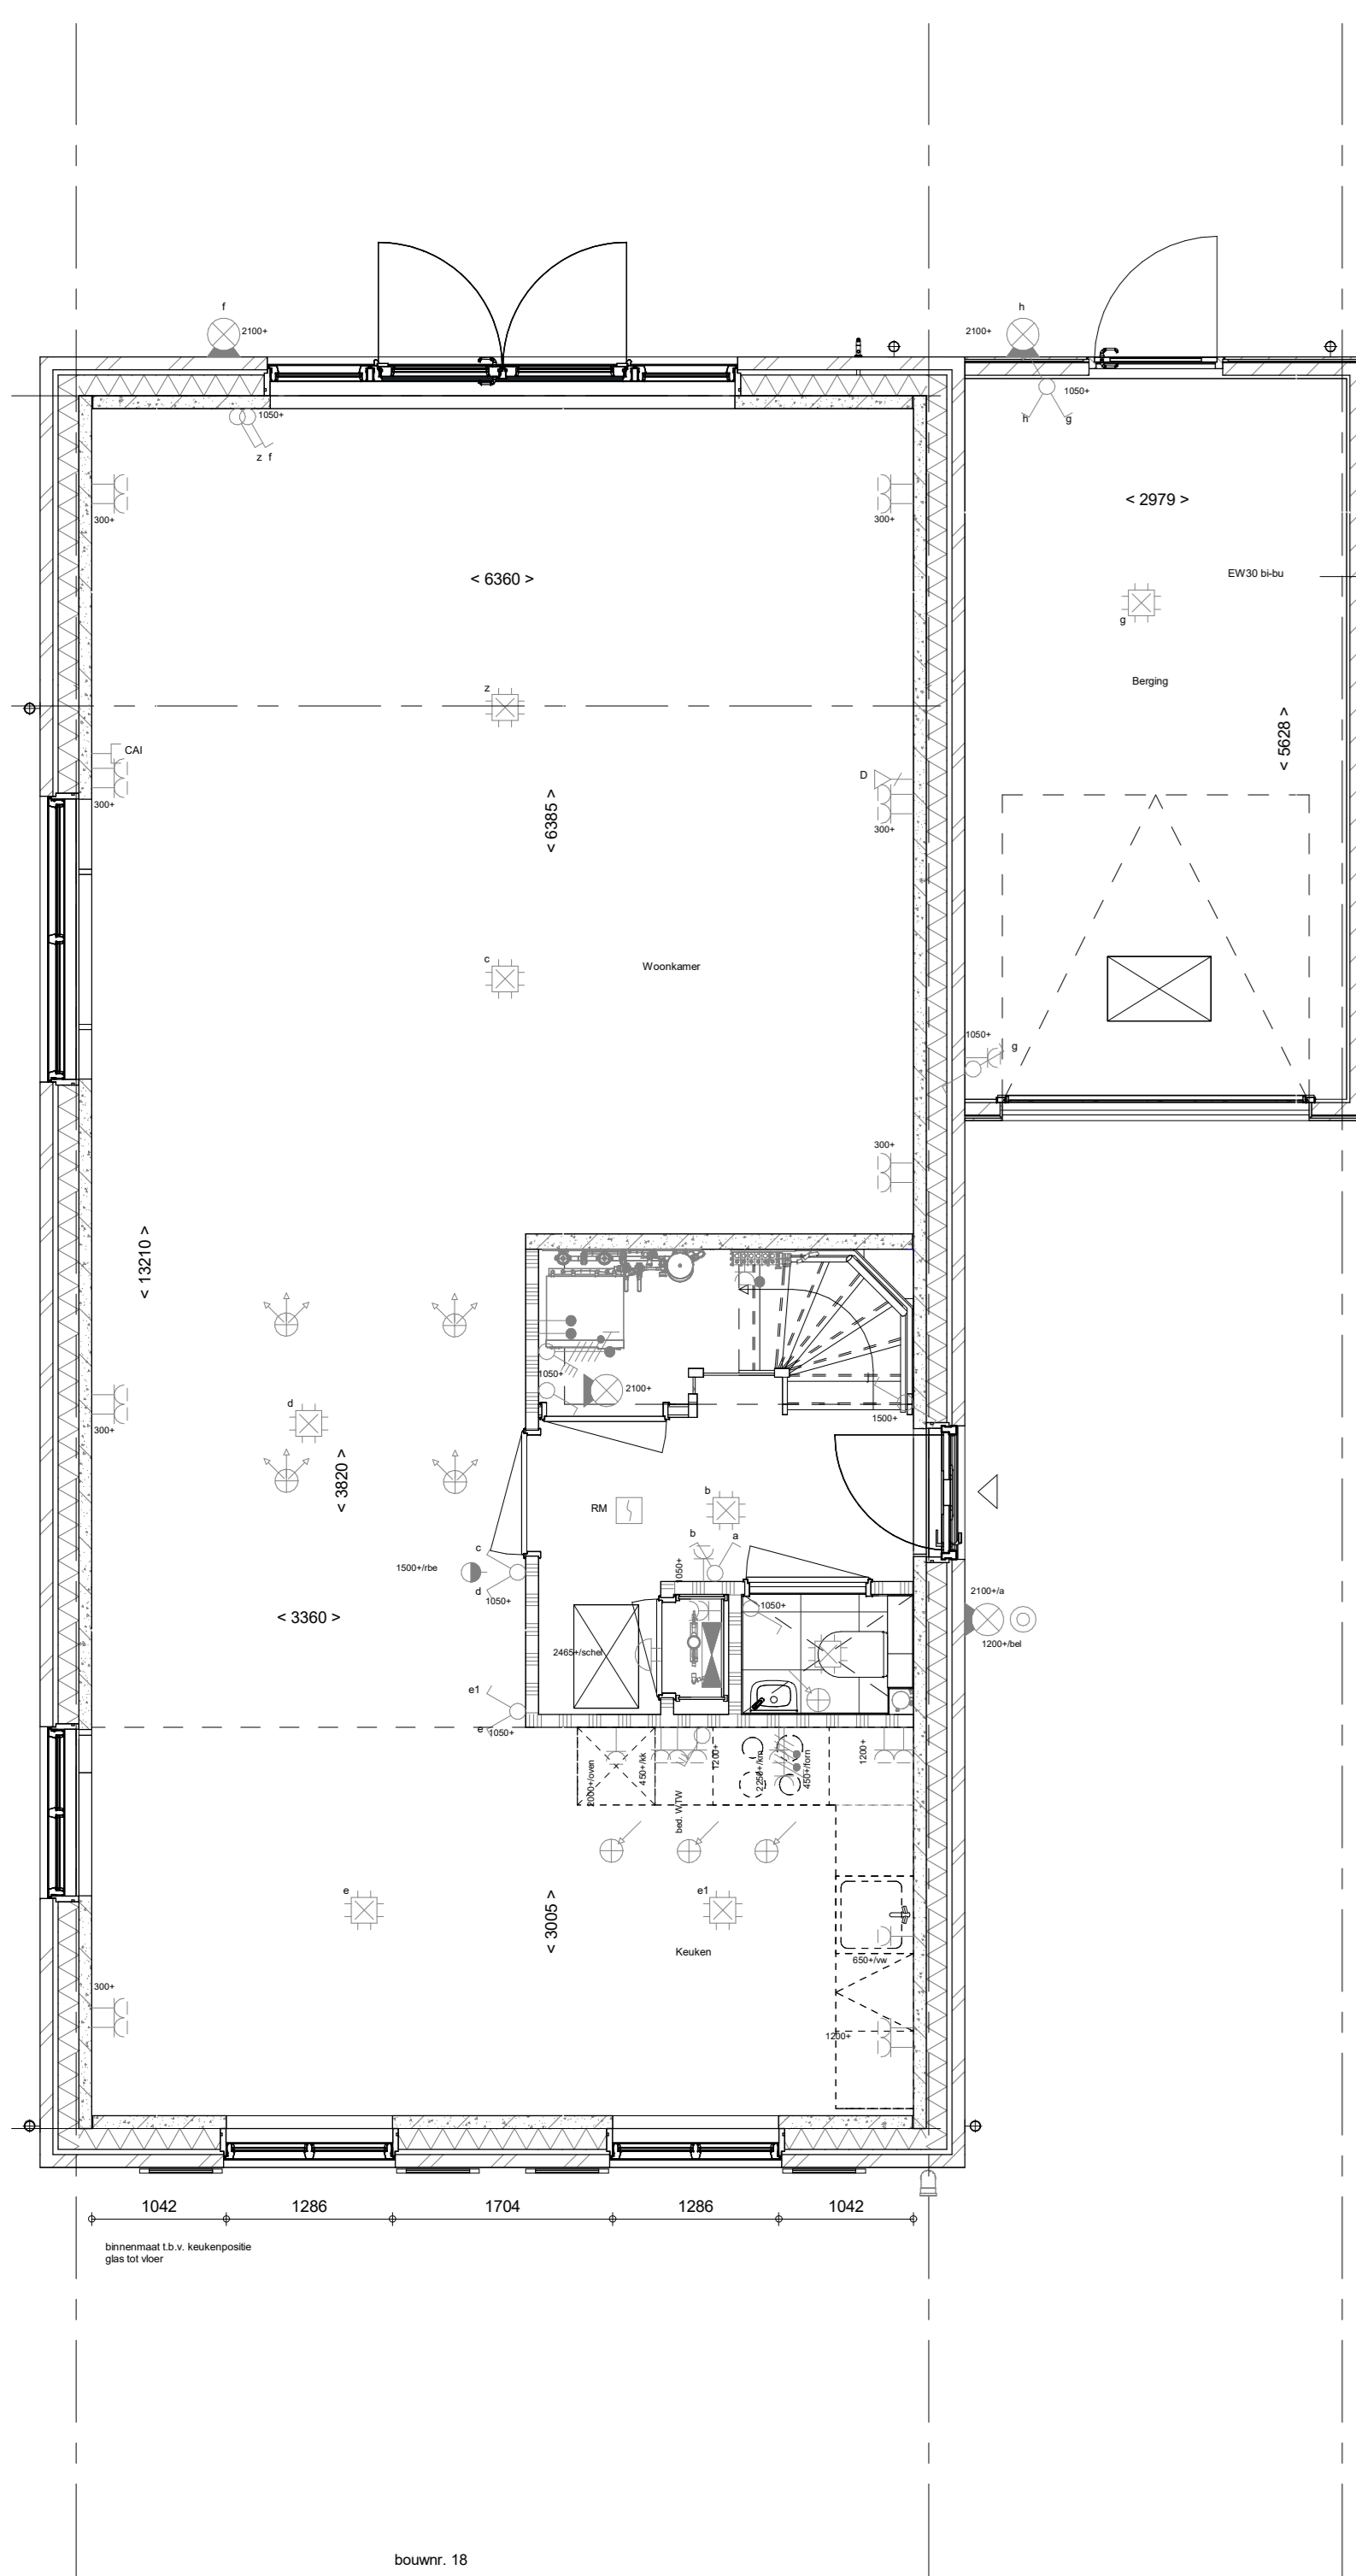 f
2100+
h
2100+
1050+
h
g
1050+
z f
300+
300+
< 2979 >
< 6360 >
EW30 bi-bu
g
Berging
z
< 5628 >
CAI
300+
D
300+
< 6385 >
c
Woonkamer
1050+
g
300+
< 13210 >
1050+
2100+
d
300+
1500+
< 3820 >
RM
b
b
a
c
1500+/rbe
d
1050+
1050+
1050+
2100+/a
1200+/bel
< 3360 >
2465+/schel
e1
e
1050+
2000+/oven
450+/kk
bed. WTW
1200+
2250+/km
450+/forn
1200+
e
e1
< 3005 >
Keuken
650+/vw
300+
1200+
1042
1286
1704
1286
1042
binnenmaat t.b.v. keukenpositie
glas tot vloer
bouwnr. 18